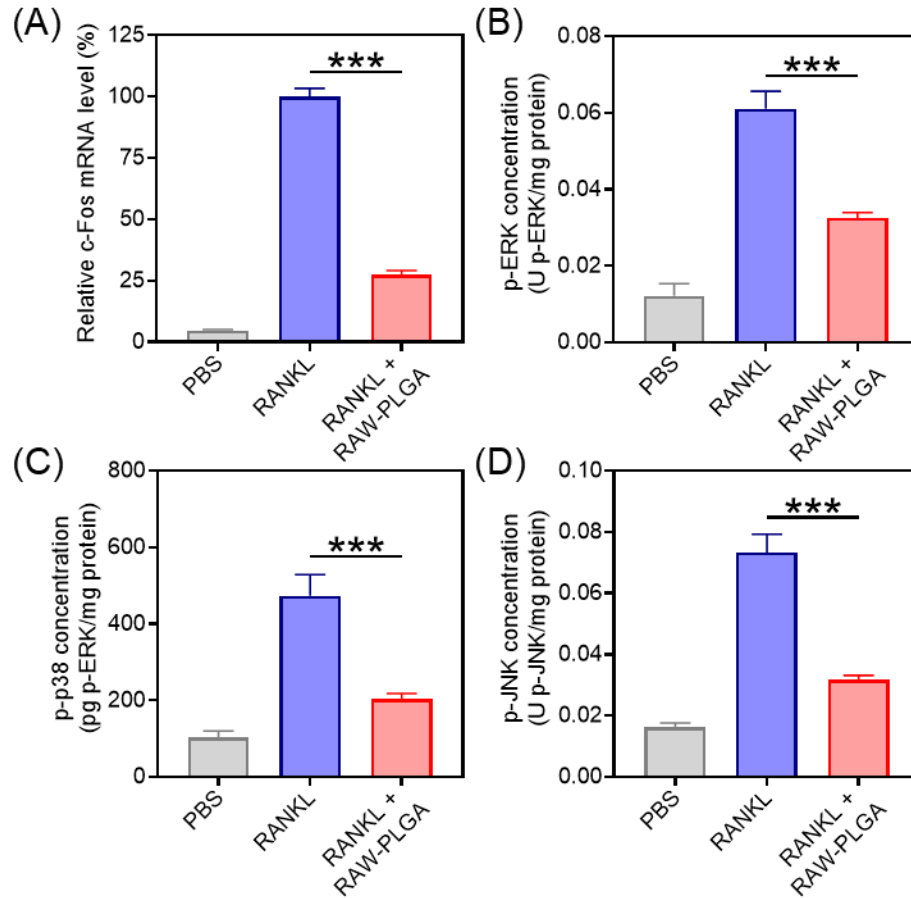 (A)
Relative c-Fos mRNA level (%)
125
100
75
50
25
0
***
PBS
RANKL
RANKL +
RAW-PLGA
(B)
p-ERK concentration
(U p-ERK/mg protein)
0.08
0.06
0.04
0.02
0.00
***
PBS
RANKL
RANKL +
RAW-PLGA
(C)
p-p38 concentration
(pg p-ERK/mg protein)
800
600
400
200
0
***
PBS
RANKL
RANKL +
RAW-PLGA
(D)
p-JNK concentration
(U p-JNK/mg protein)
0.10
0.08
0.06
0.04
0.02
0.00
***
PBS
RANKL
RANKL +
RAW-PLGA